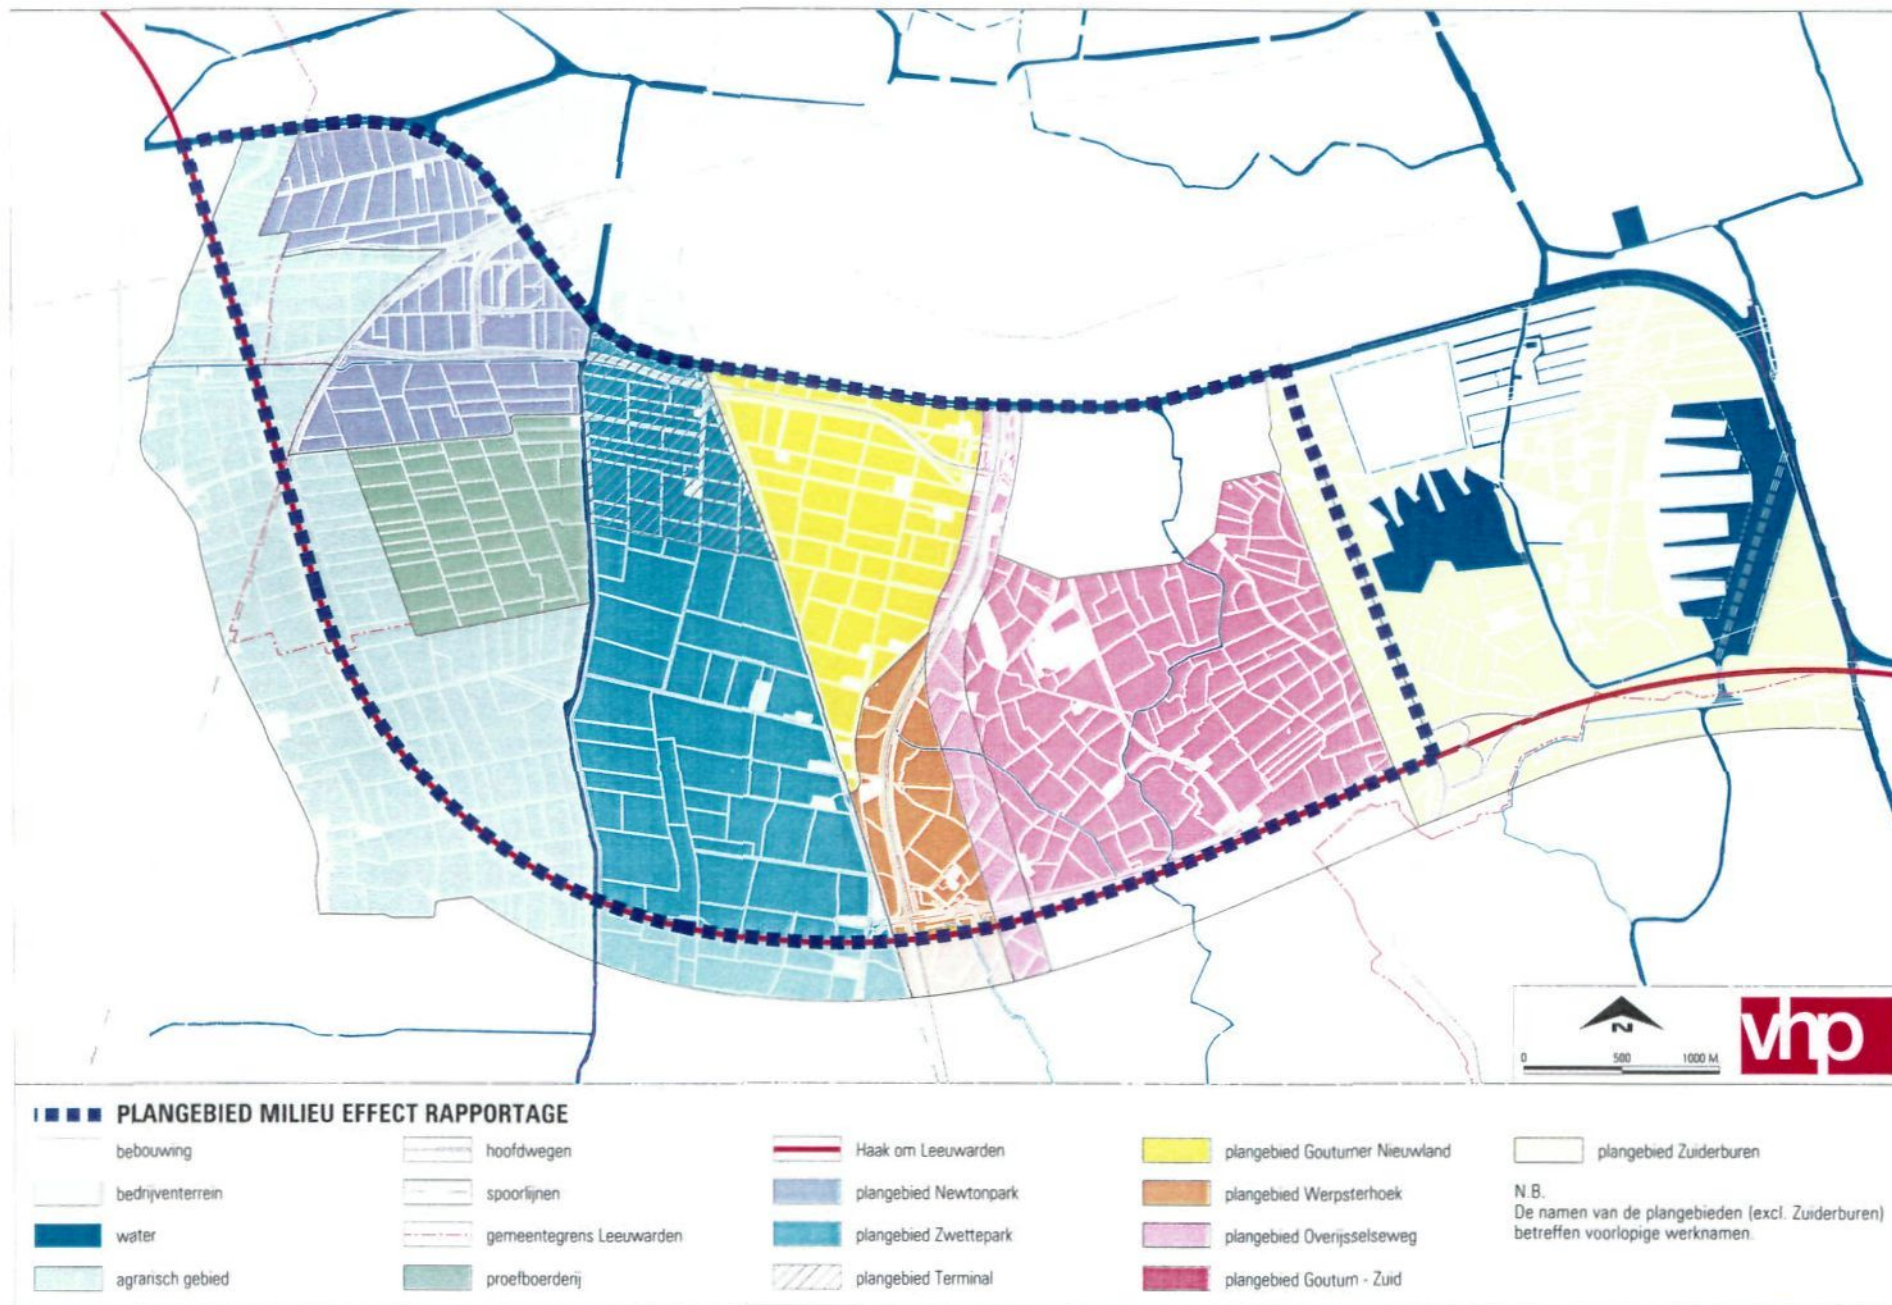 N
0 500 1000 M
vhp
PLANGEBIED MILIEU EFFECT RAPPORTAGE
bebouwing
bedrijventerrein
water
agrarisch gebied
hoofdwegen
spoorlijnen
gemeentegrens Leeuwarden
proefboerderij
Haak om Leeuwarden
plangebied Newtonpark
plangebied Zwettepark
plangebied Terminal
plangebied Goutumer Nieuwland
plangebied Werpsterhoek
plangebied Overijsselseweg
plangebied Goutum - Zuid
plangebied Zuiderburen
N.B.
De namen van de plangebieden (excl. Zuiderburen)
betreffen voorlopige werknamen.